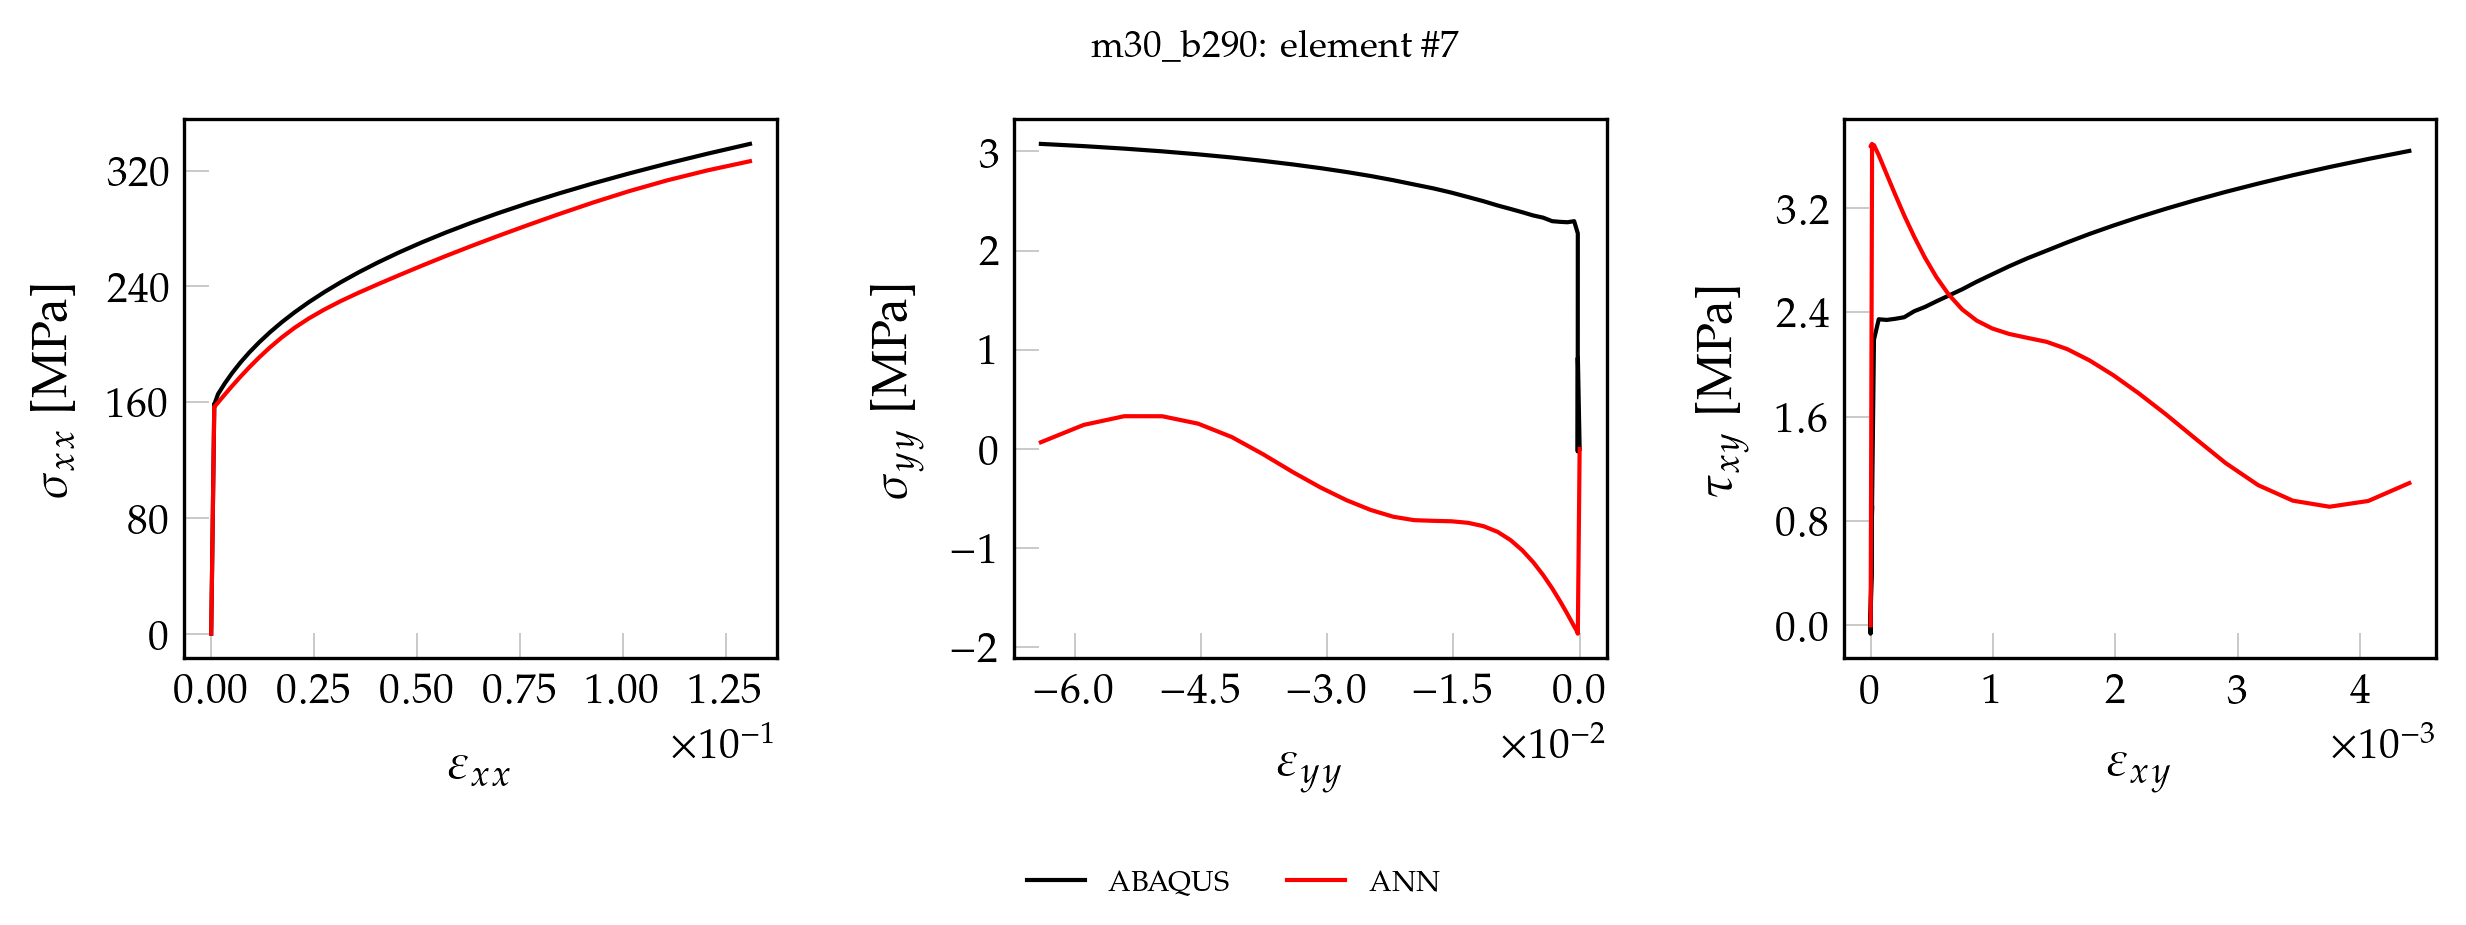 m30_b290: element #7
σxx [MPa]
320
240
160
80
0
0.00 0.25 0.50 0.75 1.00 1.25
×10−1
εxx
σyy [MPa]
3
2
1
0
−1
−2
−6.0 −4.5 −3.0 −1.5 0.0
×10−2
εyy
τxy [MPa]
3.2
2.4
1.6
0.8
0.0
0 1 2 3 4
×10−3
εxy
ABAQUS ANN